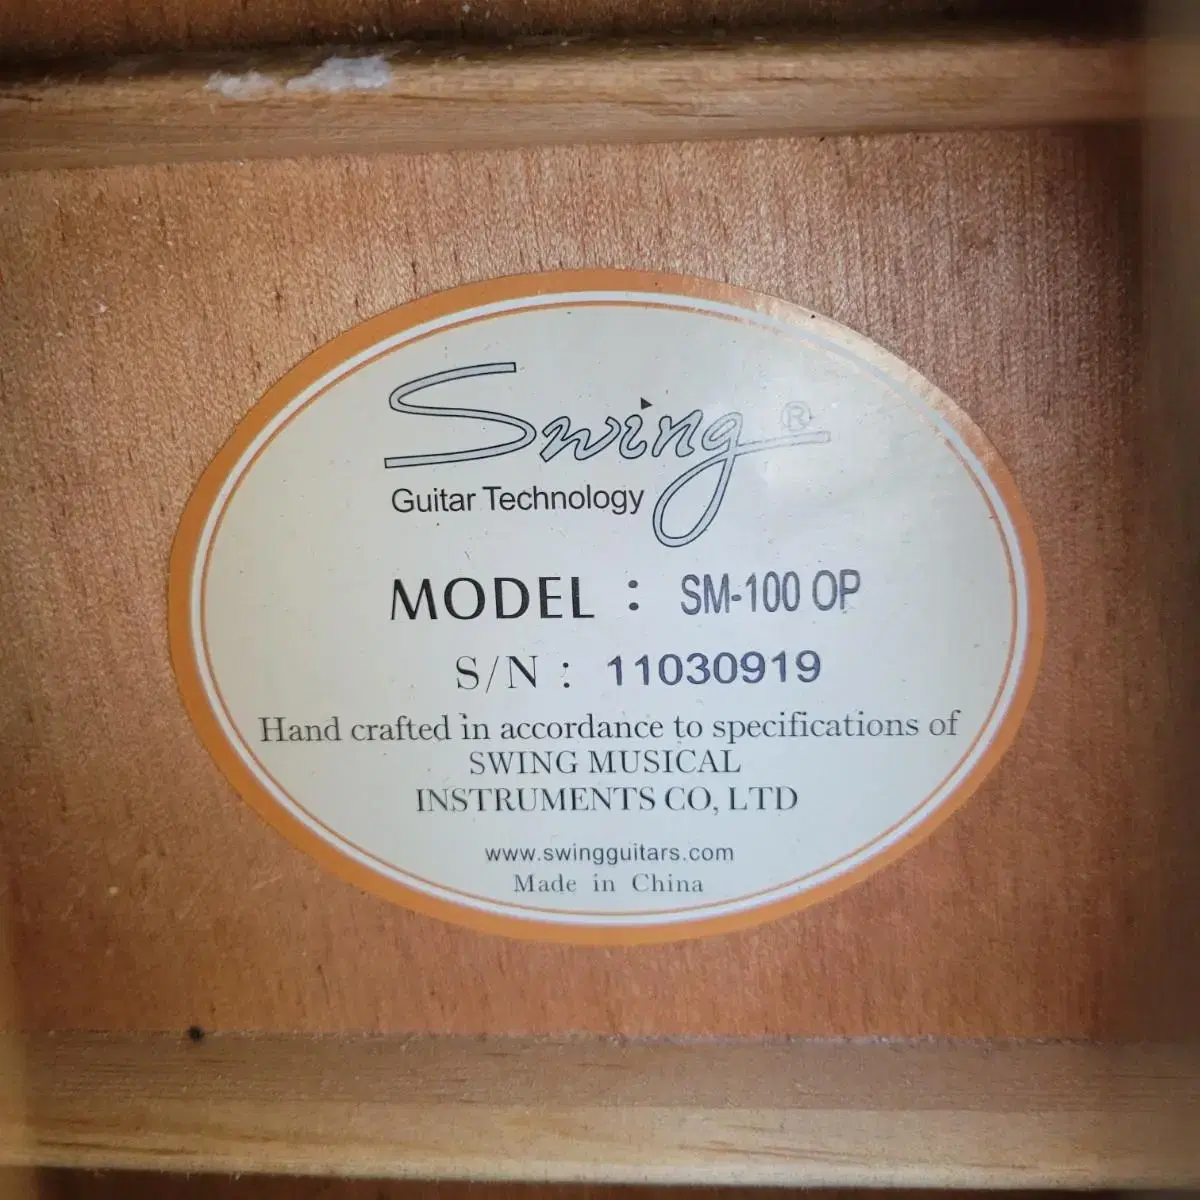 Swing ®
Guitar Technology
MODEL : SM-100 OP
S/N : 11030919
Hand crafted in accordance to specifications of
SWING MUSICAL
INSTRUMENTS CO, LTD
www.swingguitars.com
Made in China